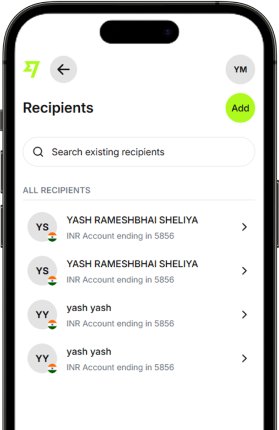 YM
Recipients
Add
Search existing recipients
ALL RECIPIENTS
YS
YASH RAMESHBHAI SHELIYA
INR Account ending in 5856
YS
YASH RAMESHBHAI SHELIYA
INR Account ending in 5856
YY
yash yash
INR Account ending in 5856
YY
yash yash
INR Account ending in 5856